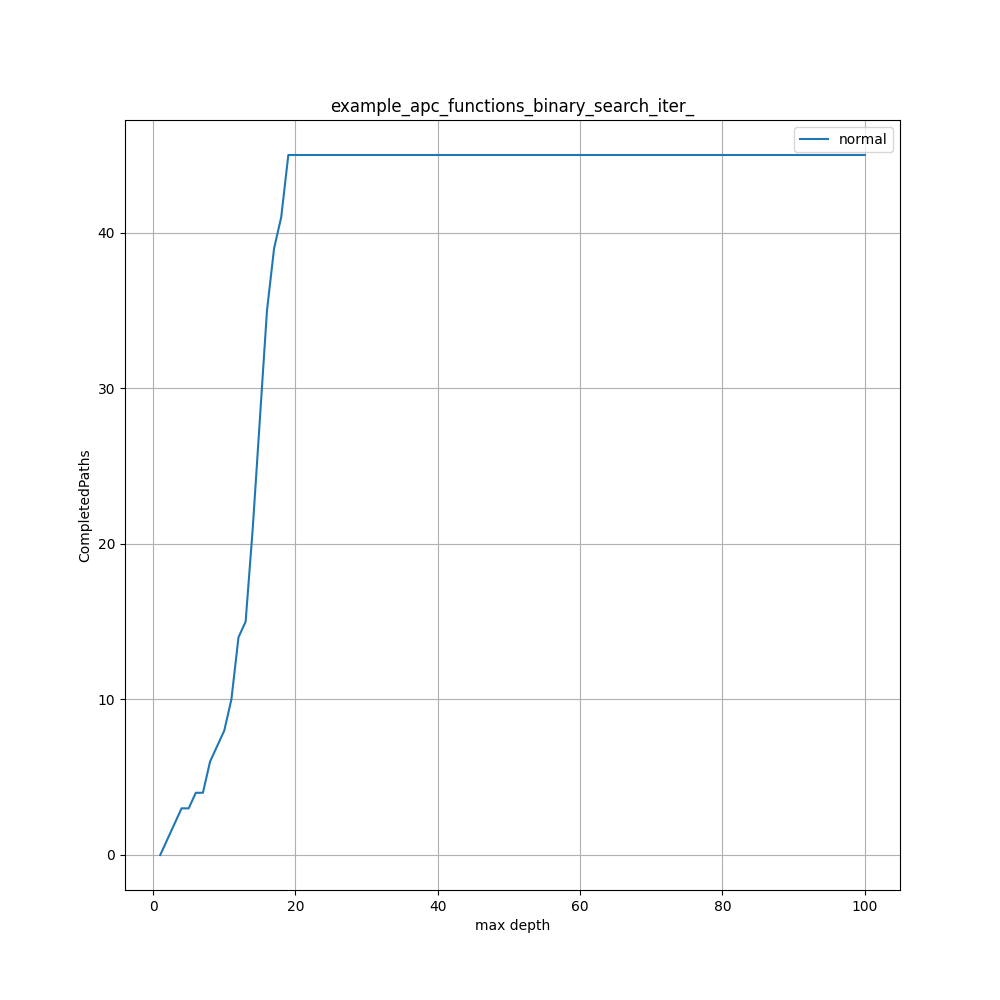 example_apc_functions_binary_search_iter_
normal
CompletedPaths
40
30
20
10
0
0 20 40 60 80 100
max depth